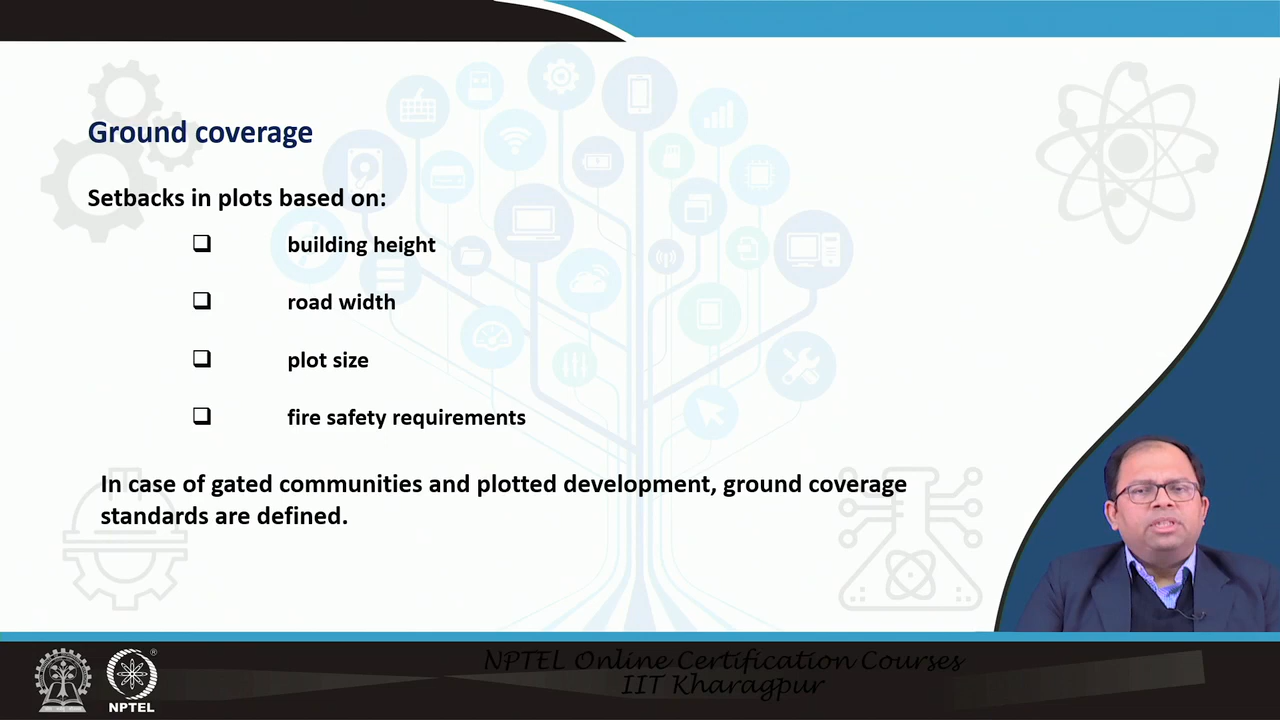 Ground coverage
Setbacks in plots based on:
❑ building height
❑ road width
❑ plot size
❑ fire safety requirements
In case of gated communities and plotted development, ground coverage
standards are defined.
NPTEL Online Certification Courses
IIT Kharagpur
NPTEL
®